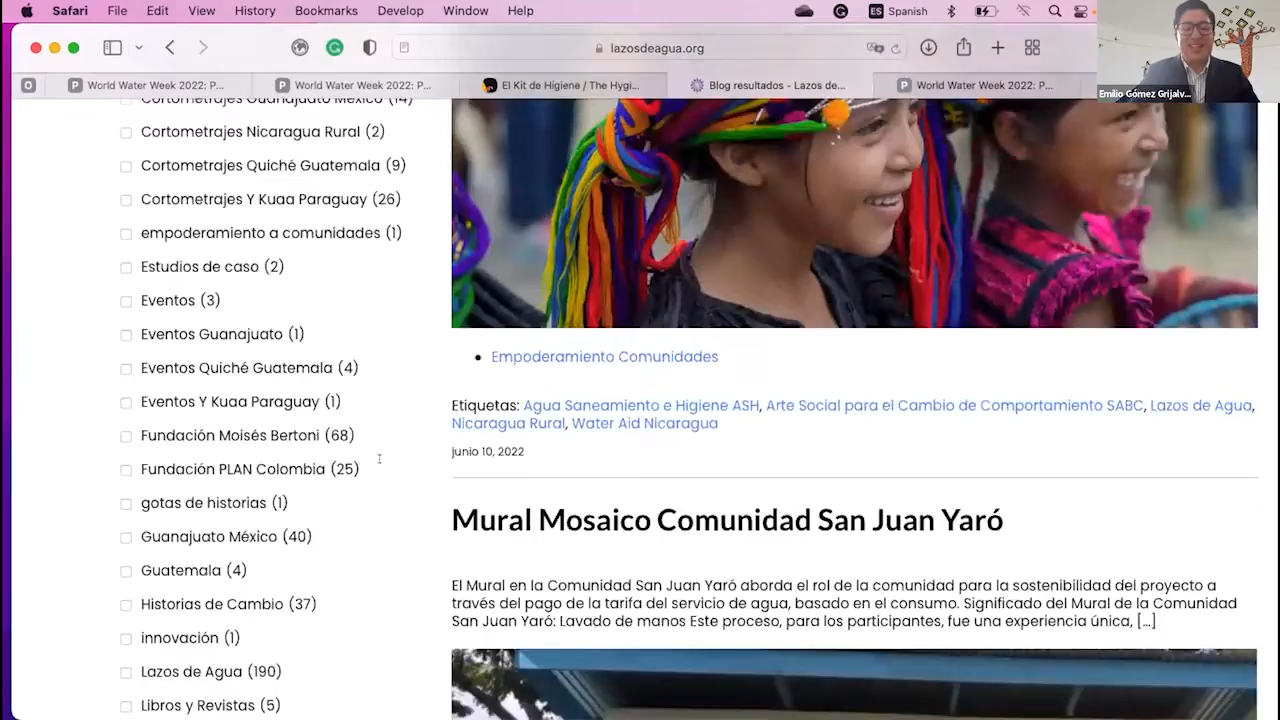 Safari File Edit View History Bookmarks Develop Window Help ES Spanish
lazosdeagua.org
O World Water Week 2022: P... World Water Week 2022: P... El Kit de Higiene / The Hygi... Blog resultados - Lazos de... World Water Week 2022: P...
Emilio Gómez Grijalv...
Cortometrajes Guanajuato México (14)
Cortometrajes Nicaragua Rural (2)
Cortometrajes Quiché Guatemala (9)
Cortometrajes Y Kuaa Paraguay (26)
empoderamiento a comunidades (1)
Estudios de caso (2)
Eventos (3)
Eventos Guanajuato (1)
Eventos Quiché Guatemala (4)
Eventos Y Kuaa Paraguay (1)
Fundación Moisés Bertoni (68)
Fundación PLAN Colombia (25)
gotas de historias (1)
Guanajuato México (40)
Guatemala (4)
Historias de Cambio (37)
innovación (1)
Lazos de Agua (190)
Libros y Revistas (5)
Empoderamiento Comunidades
Etiquetas: Agua Saneamiento e Higiene ASH, Arte Social para el Cambio de Comportamiento SABC, Lazos de Agua,
Nicaragua Rural, Water Aid Nicaragua
junio 10, 2022
Mural Mosaico Comunidad San Juan Yaró
El Mural en la Comunidad San Juan Yaró aborda el rol de la comunidad para la sostenibilidad del proyecto a
través del pago de la tarifa del servicio de agua, basado en el consumo. Significado del Mural de la Comunidad
San Juan Yaró: Lavado de manos Este proceso, para los participantes, fue una experiencia única, [...]